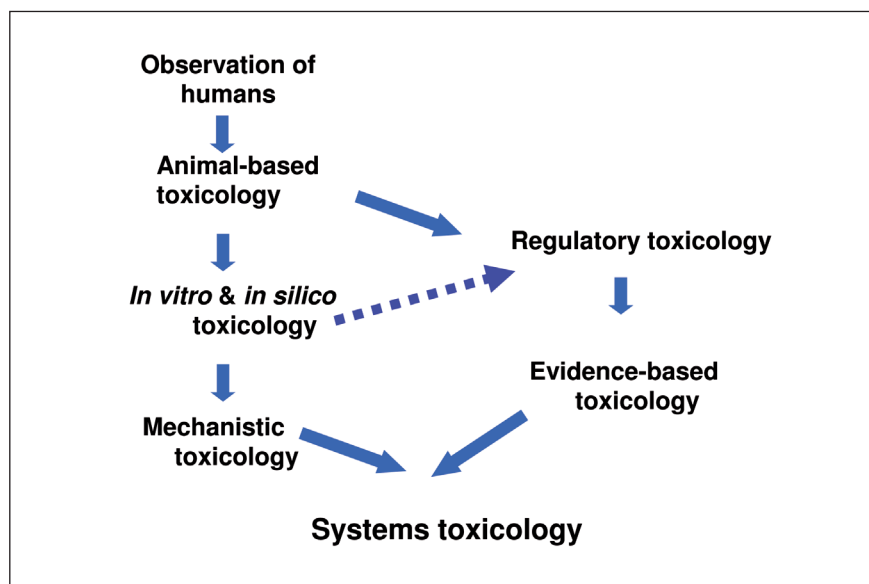 Observation of
humans
Animal-based
toxicology
Regulatory toxicology
In vitro & in silico
toxicology
Evidence-based
toxicology
Mechanistic
toxicology
Systems toxicology